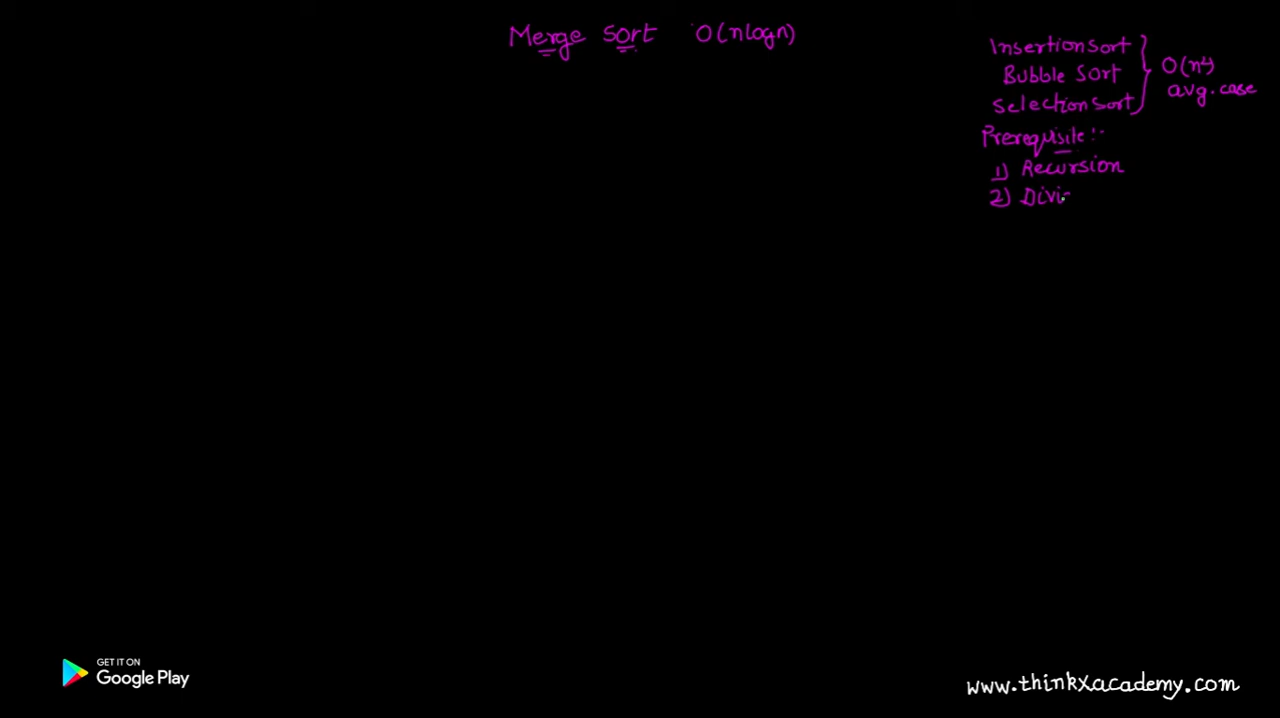 Merge Sort O(nlogn)
Insertion Sort
Bubble Sort
Selection Sort
O(n²)
avg. case
Prerequisite:-
1) Recursion
2) Divi
GET IT ON
Google Play
www.thinkxacademy.com